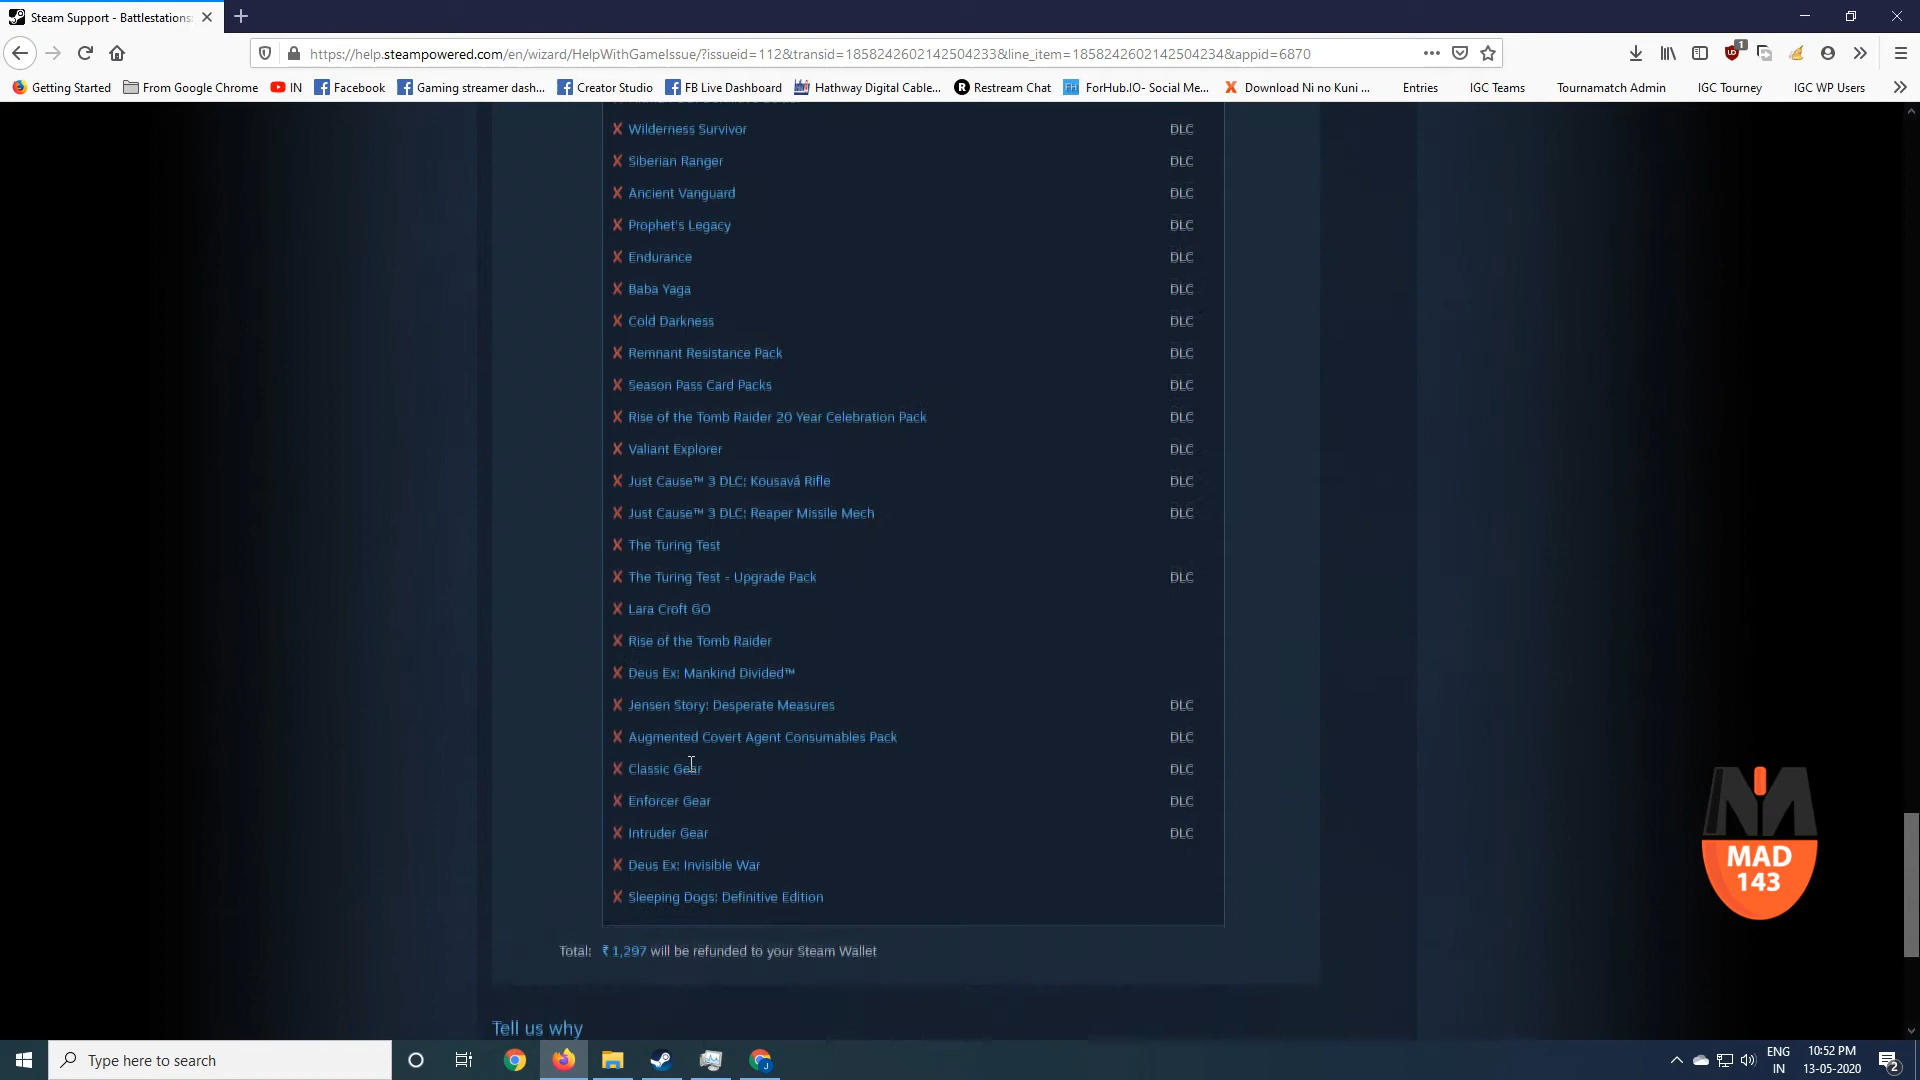 Steam Support - Battlestations:
https://help.steampowered.com/en/wizard/HelpWithGameIssue/?issueid=112&transid=18582426021425042​33&line_item=1858242602142504234&appid=6870
1
Getting Started From Google Chrome IN Facebook Gaming streamer dash... Creator Studio FB Live Dashboard Hathway Digital Cable... Restream Chat ForHub.IO- Social Me... Download Ni no Kuni ... Entries IGC Teams Tournamatch Admin IGC Tourney IGC WP Users
Wilderness Survivor DLC
Siberian Ranger DLC
Ancient Vanguard DLC
Prophet's Legacy DLC
Endurance DLC
Baba Yaga DLC
Cold Darkness DLC
Remnant Resistance Pack DLC
Season Pass Card Packs DLC
Rise of the Tomb Raider 20 Year Celebration Pack DLC
Valiant Explorer DLC
Just Cause™ 3 DLC: Kousavá Rifle DLC
Just Cause™ 3 DLC: Reaper Missile Mech DLC
The Turing Test
The Turing Test - Upgrade Pack DLC
Lara Croft GO
Rise of the Tomb Raider
Deus Ex: Mankind Divided™
Jensen Story: Desperate Measures DLC
Augmented Covert Agent Consumables Pack DLC
Classic Gear DLC
Enforcer Gear DLC
Intruder Gear DLC
Deus Ex: Invisible War
Sleeping Dogs: Definitive Edition
Total: ₹ 1,297 will be refunded to your Steam Wallet
Tell us why
MAD
143
Type here to search
ENG
IN
10:52 PM
13-05-2020
2